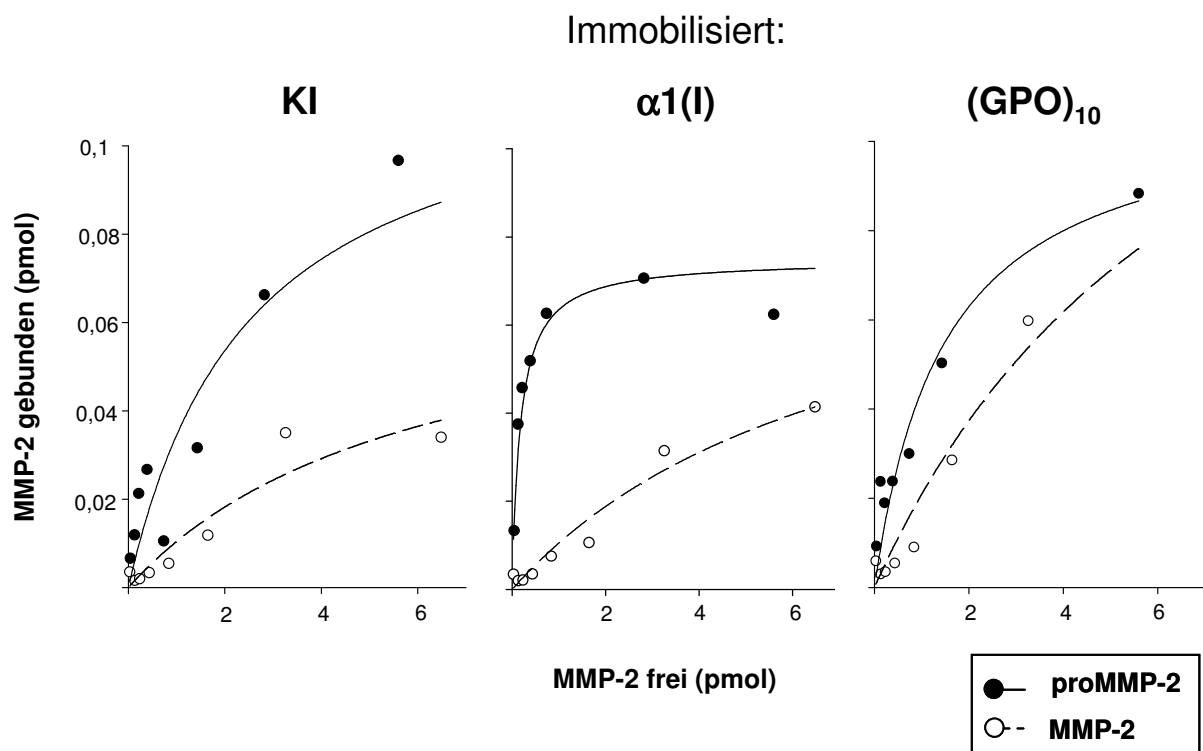 Immobilisiert:
KI
α1(I)
(GPO)₁₀
MMP-2 gebunden (pmol)
0,1
0,08
0,06
0,04
0,02
2 4 6
2 4 6
2 4 6
MMP-2 frei (pmol)
proMMP-2
MMP-2